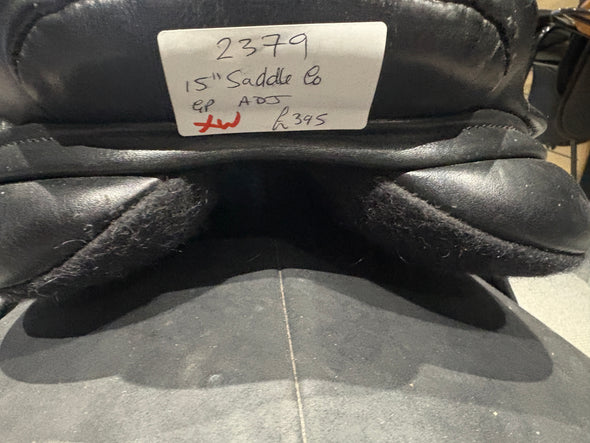 2379
15" Saddle Co
GP ADJ
XW £395